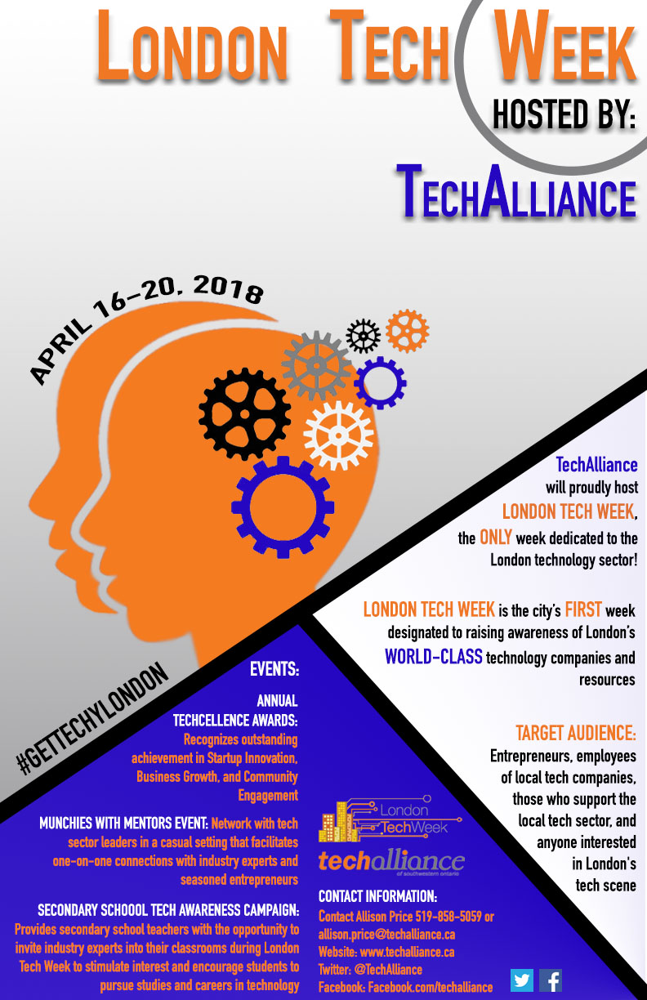 LONDON TECH WEEK
HOSTED BY:
TECHALLIANCE
APRIL 16-20, 2018
TechAlliance
will proudly host
LONDON TECH WEEK,
the ONLY week dedicated to the
London technology sector!
LONDON TECH WEEK is the city's FIRST week
designated to raising awareness of London's
WORLD-CLASS technology companies and
resources
TARGET AUDIENCE:
Entrepreneurs, employees
of local tech companies,
those who support the
local tech sector, and
anyone interested
in London's
tech scene
#GETTECHYLONDON
EVENTS:
ANNUAL
TECHCELLENCE AWARDS:
Recognizes outstanding
achievement in Startup Innovation,
Business Growth, and Community
Engagement
MUNCHIES WITH MENTORS EVENT: Network with tech
sector leaders in a casual setting that facilitates
one-on-one connections with industry experts and
seasoned entrepreneurs
SECONDARY SCHOOOL TECH AWARENESS CAMPAIGN:
Provides secondary school teachers with the opportunity to
invite industry experts into their classrooms during London
Tech Week to stimulate interest and encourage students to
pursue studies and careers in technology
London
TechWeek
techalliance
of southwestern ontario
CONTACT INFORMATION:
Contact Allison Price 519-858-5059 or
allison.price@techalliance.ca
Website: www.techalliance.ca
Twitter: @TechAlliance
Facebook: Facebook.com/techalliance